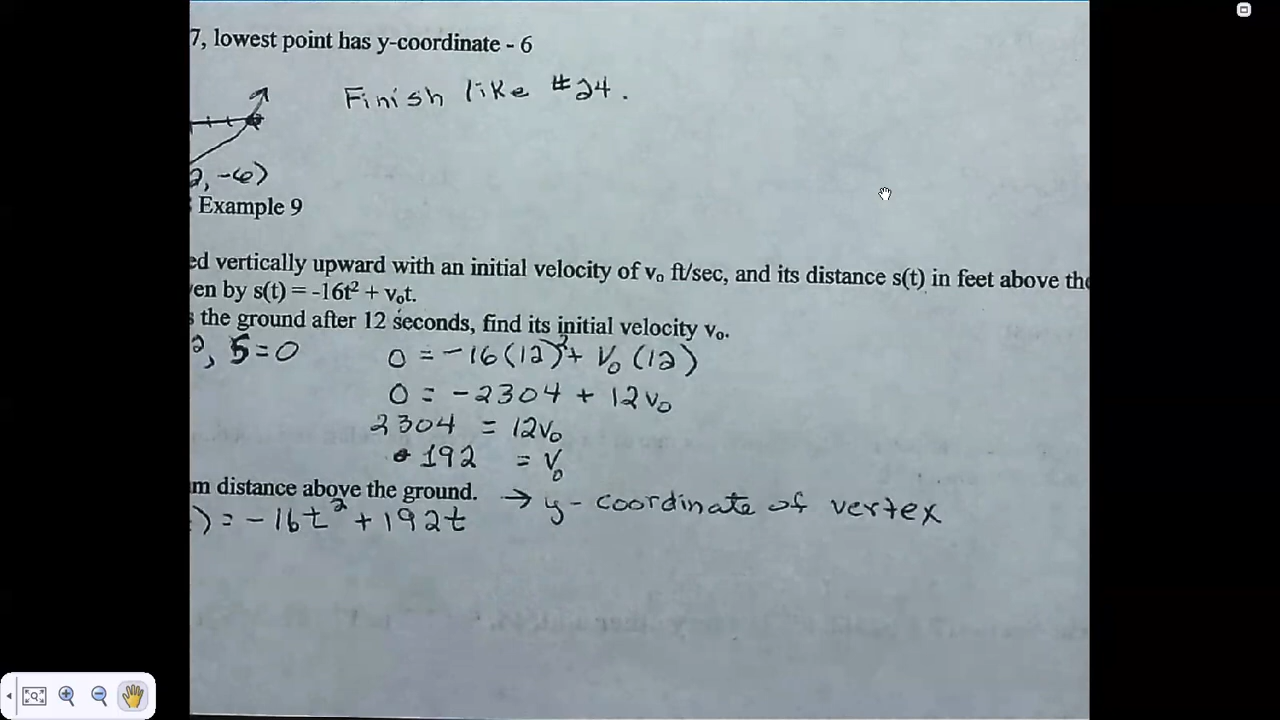 7, lowest point has y-coordinate - 6
Finish like #24.
2, -6)
Example 9
ed vertically upward with an initial velocity of v₀ ft/sec, and its distance s(t) in feet above the
en by s(t) = -16t² + v₀t.
s the ground after 12 seconds, find its initial velocity v₀.
2, s=0 0 = -16(12)²+ V₀(12)
0 = -2304 + 12v₀
2304 = 12v₀
192 = V₀
m distance above the ground. → y-coordinate of vertex
) = -16t² + 192t